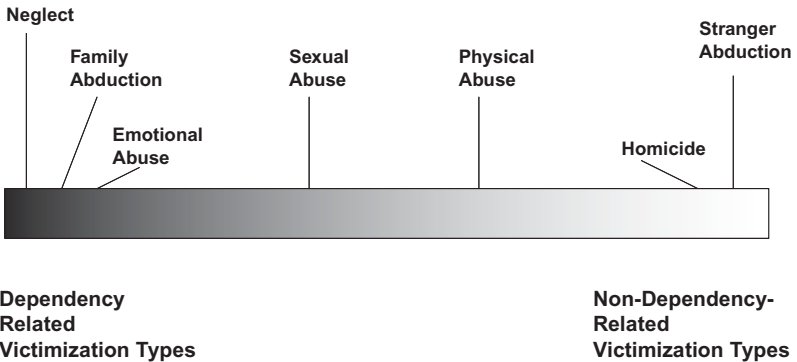 Neglect
Family
Abduction
Emotional
Abuse
Sexual
Abuse
Physical
Abuse
Homicide
Stranger
Abduction
Dependency
Related
Victimization Types
Non-Dependency-
Related
Victimization Types